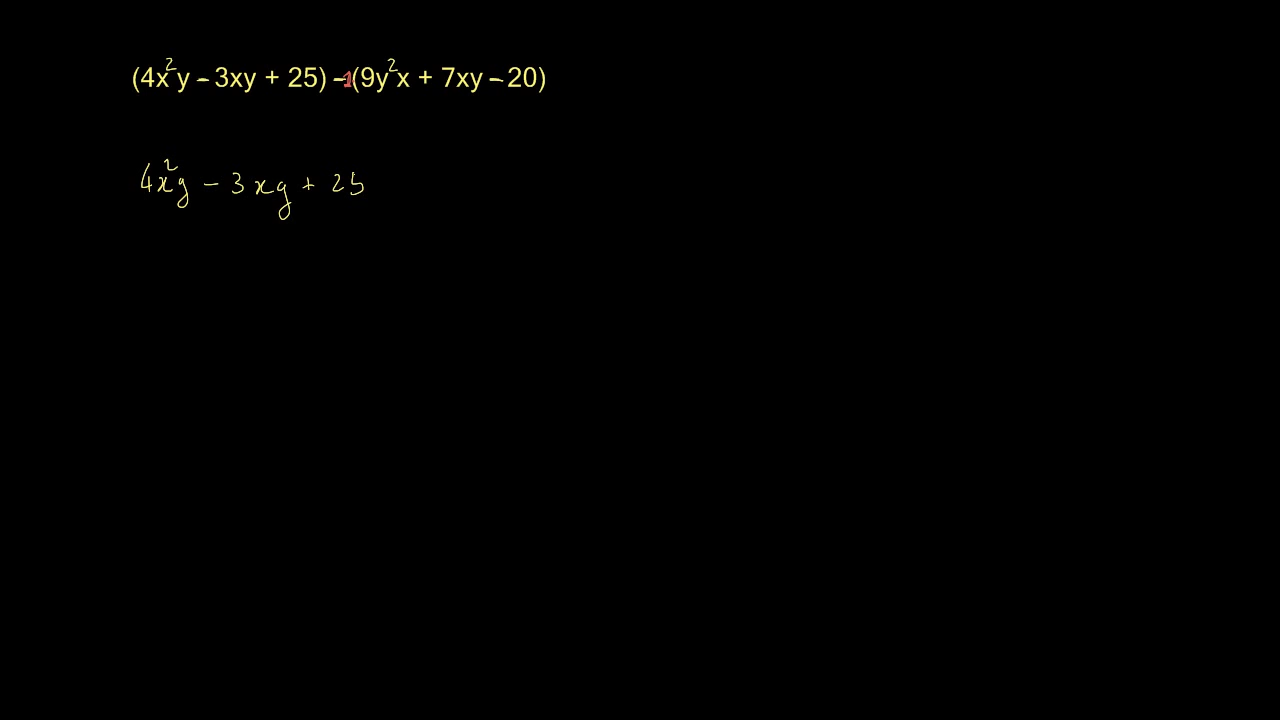 (4x²y - 3xy + 25) - 1(9y²x + 7xy - 20)
4x²y - 3xy + 25